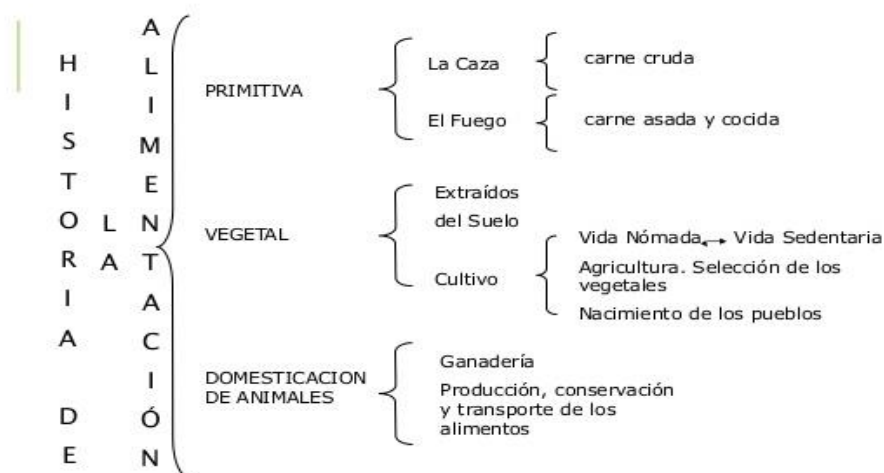 HISTORIA DE
LA
ALIMENTACIÓN
PRIMITIVA
La Caza
carne cruda
El Fuego
carne asada y cocida
VEGETAL
Extraídos
del Suelo
Cultivo
Vida Nómada Vida Sedentaria
Agricultura. Selección de los
vegetales
Nacimiento de los pueblos
DOMESTICACION
DE ANIMALES
Ganadería
Producción, conservación
y transporte de los
alimentos